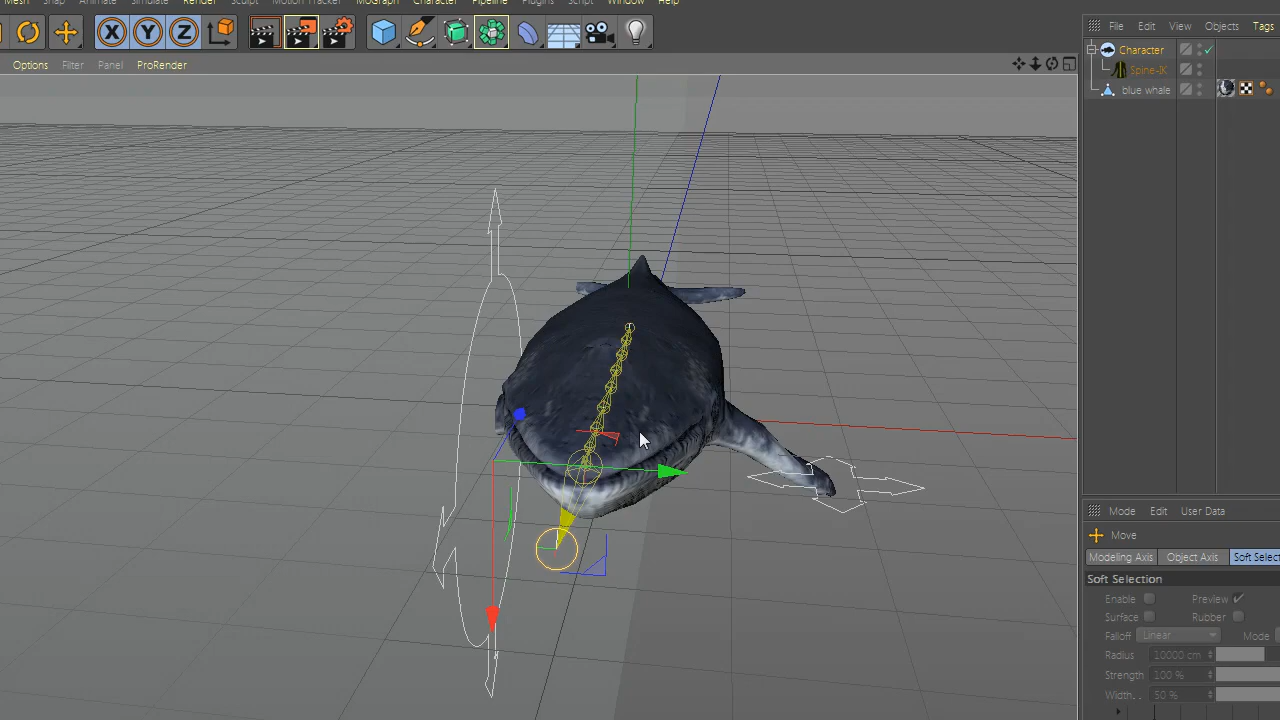 Mesh Snap Animate Simulate Render Sculpt Motion Tracker MoGraph Character Pipeline Plugins Script Window Help
X Y Z
Options Filter Panel ProRender
File Edit View Objects Tags
Character
Spine-IK
blue whale
Mode Edit User Data
Move
Modeling Axis Object Axis Soft Selec
Soft Selection
Enable Preview
Surface Rubber
Falloff Linear Mode
Radius 10000 cm
Strength 100 %
Width. . 50 %